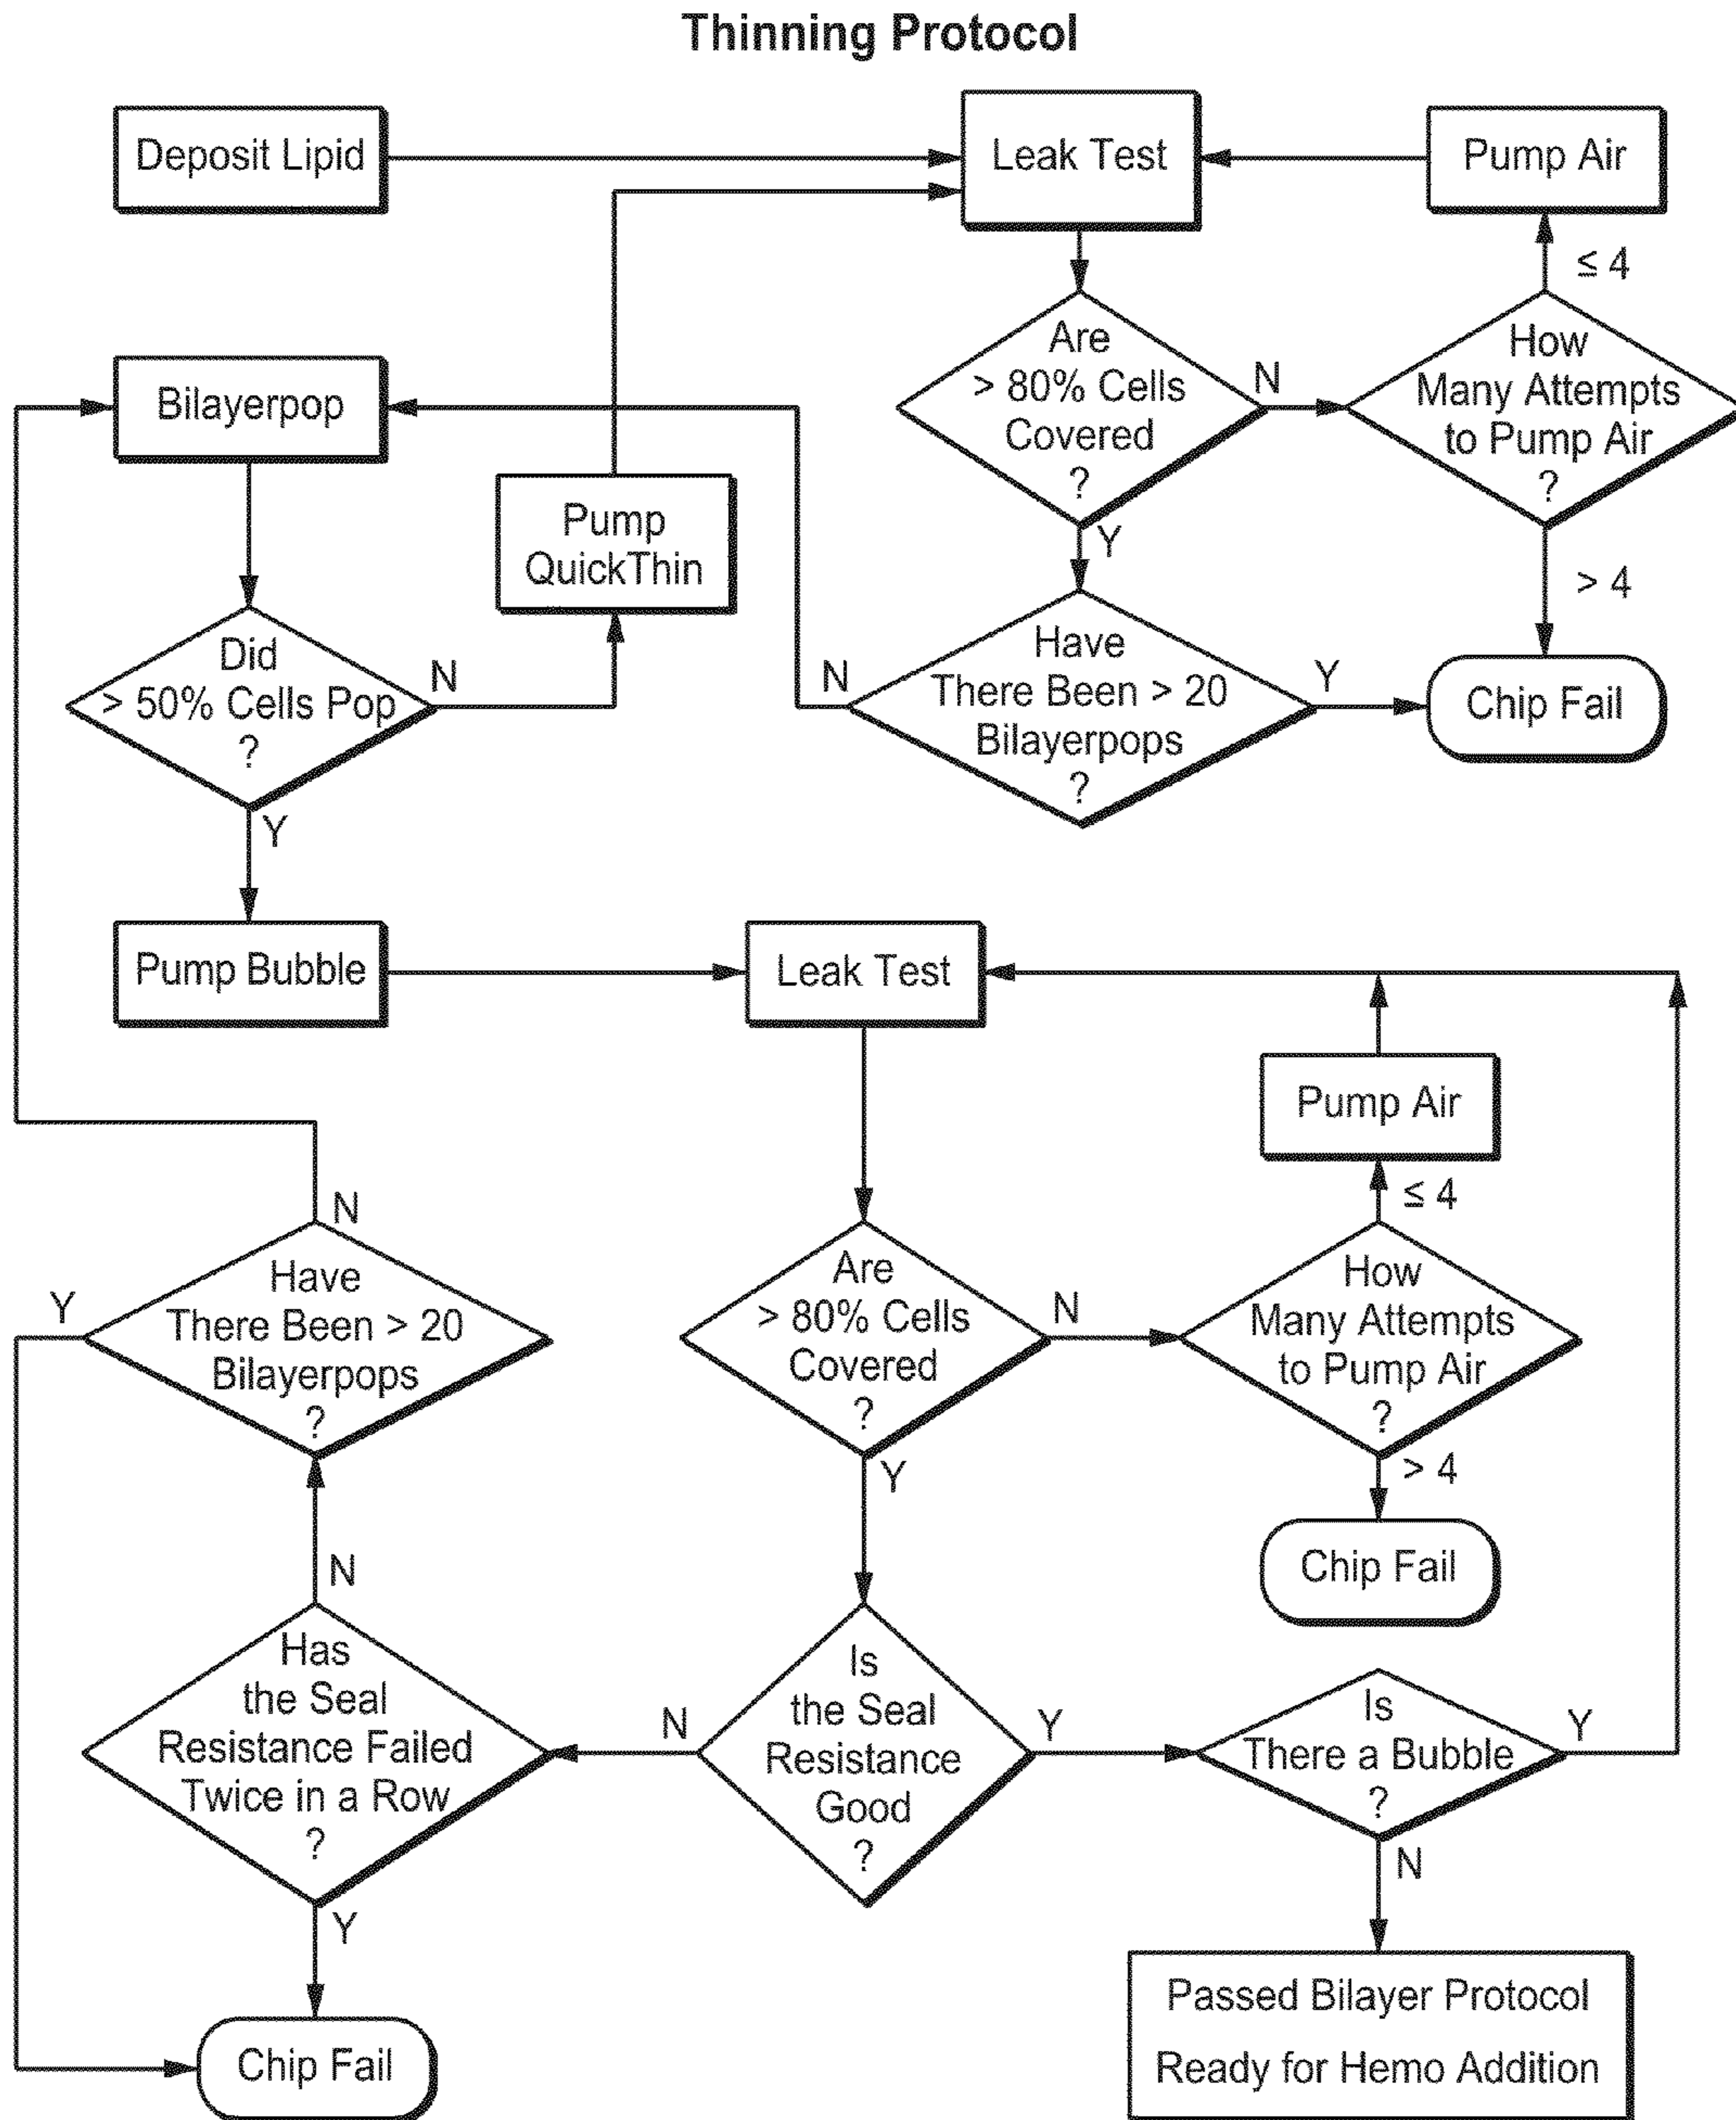 Thinning Protocol
Deposit Lipid
Leak Test
Pump Air
≤ 4
Are
> 80% Cells
Covered
?
N
Y
How
Many Attempts
to Pump Air
?
> 4
Bilayerpop
Pump
QuickThin
Did
> 50% Cells Pop
?
N
Y
Have
There Been > 20
Bilayerpops
?
N
Y
Chip Fail
Pump Bubble
Leak Test
Pump Air
≤ 4
N
Have
There Been > 20
Bilayerpops
?
Y
Are
> 80% Cells
Covered
?
N
Y
How
Many Attempts
to Pump Air
?
> 4
Chip Fail
N
Has
the Seal
Resistance Failed
Twice in a Row
?
Y
Is
the Seal
Resistance
Good
?
N
Y
Is
There a Bubble
?
Y
N
Chip Fail
Passed Bilayer Protocol
Ready for Hemo Addition